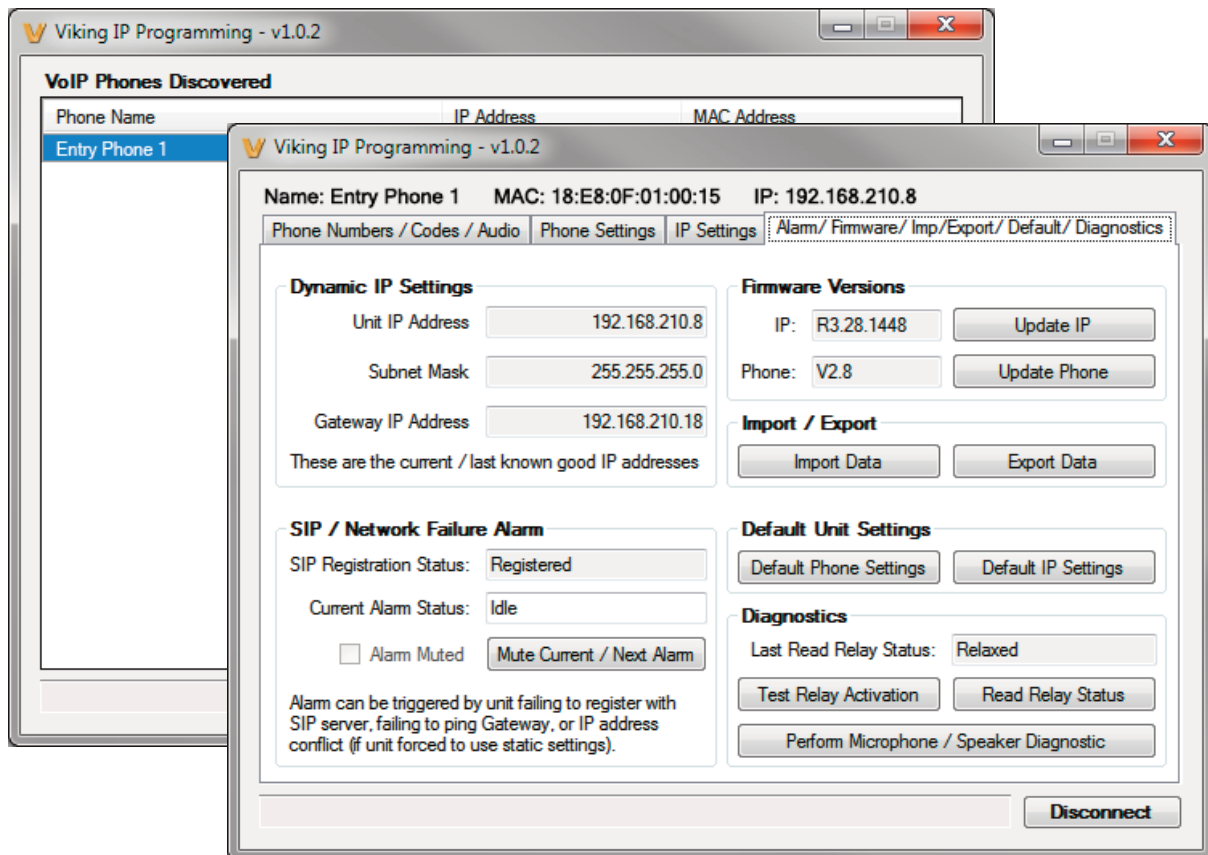 Viking IP Programming - v1.0.2
VoIP Phones Discovered
Phone Name IP Address MAC Address
Entry Phone 1
Viking IP Programming - v1.0.2
Name: Entry Phone 1 MAC: 18:E8:0F:01:00:15 IP: 192.168.210.8
Phone Numbers / Codes / Audio Phone Settings IP Settings Alarm/ Firmware/ Imp/Export/ Default/ Diagnostics
Dynamic IP Settings
Unit IP Address 192.168.210.8
Subnet Mask 255.255.255.0
Gateway IP Address 192.168.210.18
These are the current / last known good IP addresses
SIP / Network Failure Alarm
SIP Registration Status: Registered
Current Alarm Status: Idle
Alarm Muted Mute Current / Next Alarm
Alarm can be triggered by unit failing to register with
SIP server, failing to ping Gateway, or IP address
conflict (if unit forced to use static settings).
Firmware Versions
IP: R3.28.1448 Update IP
Phone: V2.8 Update Phone
Import / Export
Import Data Export Data
Default Unit Settings
Default Phone Settings Default IP Settings
Diagnostics
Last Read Relay Status: Relaxed
Test Relay Activation Read Relay Status
Perform Microphone / Speaker Diagnostic
Disconnect